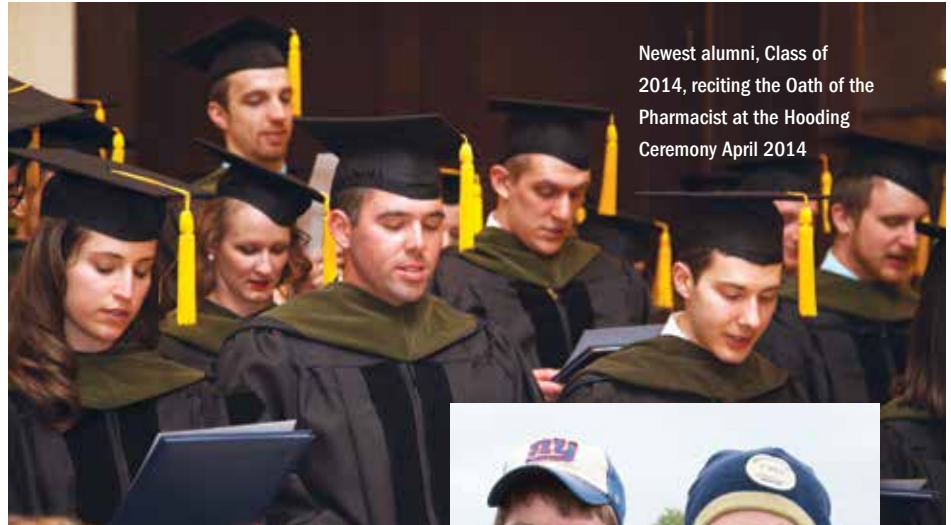 Newest alumni, Class of
2014, reciting the Oath of the
Pharmacist at the Hooding
Ceremony April 2014
ny